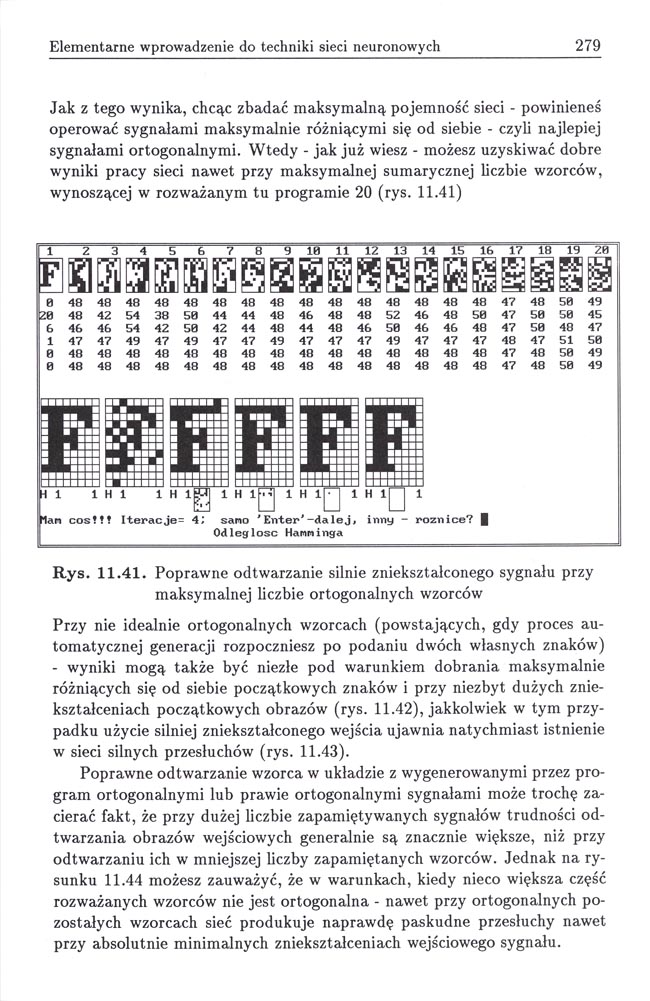 Elementarne wprowadzenie do techniki sieci neuronowych 279
Jak z tego wynika, chcąc zbadać maksymalną pojemność sieci - powinieneś
operować sygnałami maksymalnie różniącymi się od siebie - czyli najlepiej
sygnałami ortogonalnymi. Wtedy - jak już wiesz - możesz uzyskiwać dobre
wyniki pracy sieci nawet przy maksymalnej sumarycznej liczbie wzorców,
wynoszącej w rozważanym tu programie 20 (rys. 11.41)
1 2 3 4 5 6 7 8 9 10 11 12 13 14 15 16 17 18 19 20
F
0 48 48 48 48 48 48 48 48 48 48 48 48 48 48 48 47 48 50 49
20 48 42 54 38 50 44 44 48 46 48 48 52 46 48 50 47 50 50 45
6 46 46 54 42 50 42 44 48 44 48 46 50 46 46 48 47 50 48 47
1 47 47 49 47 49 47 47 49 47 47 47 49 47 47 47 48 47 51 50
0 48 48 48 48 48 48 48 48 48 48 48 48 48 48 48 47 48 50 49
0 48 48 48 48 48 48 48 48 48 48 48 48 48 48 48 47 48 50 49
F F F F F
H 1 1 H 1 1 H 1 1 H 1 1 H 1 1 H 1 1
Mam cos!!! Iteracje= 4; samo 'Enter'-dalej, inny - roznice?
Odleglosc Hamminga
Rys. 11.41. Poprawne odtwarzanie silnie zniekształconego sygnału przy
maksymalnej liczbie ortogonalnych wzorców
Przy nie idealnie ortogonalnych wzorcach (powstających, gdy proces au-
tomatycznej generacji rozpoczniesz po podaniu dwóch własnych znaków)
- wyniki mogą także być niezłe pod warunkiem dobrania maksymalnie
różniących się od siebie początkowych znaków i przy niezbyt dużych znie-
kształceniach początkowych obrazów (rys. 11.42), jakkolwiek w tym przy-
padku użycie silniej zniekształconego wejścia ujawnia natychmiast istnienie
w sieci silnych przesłuchów (rys. 11.43).
Poprawne odtwarzanie wzorca w układzie z wygenerowanymi przez pro-
gram ortogonalnymi lub prawie ortogonalnymi sygnałami może trochę za-
cierać fakt, że przy dużej liczbie zapamiętywanych sygnałów trudności od-
twarzania obrazów wejściowych generalnie są znacznie większe, niż przy
odtwarzaniu ich w mniejszej liczby zapamiętanych wzorców. Jednak na ry-
sunku 11.44 możesz zauważyć, że w warunkach, kiedy nieco większa część
rozważanych wzorców nie jest ortogonalna - nawet przy ortogonalnych po-
zostałych wzorcach sieć produkuje naprawdę paskudne przesłuchy nawet
przy absolutnie minimalnych zniekształceniach wejściowego sygnału.